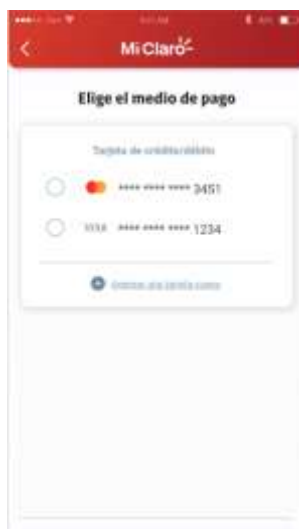 Mi Claro
Elige el medio de pago
Tarjeta de crédito/débito
**** **** **** 3451
VISA **** **** **** 1234